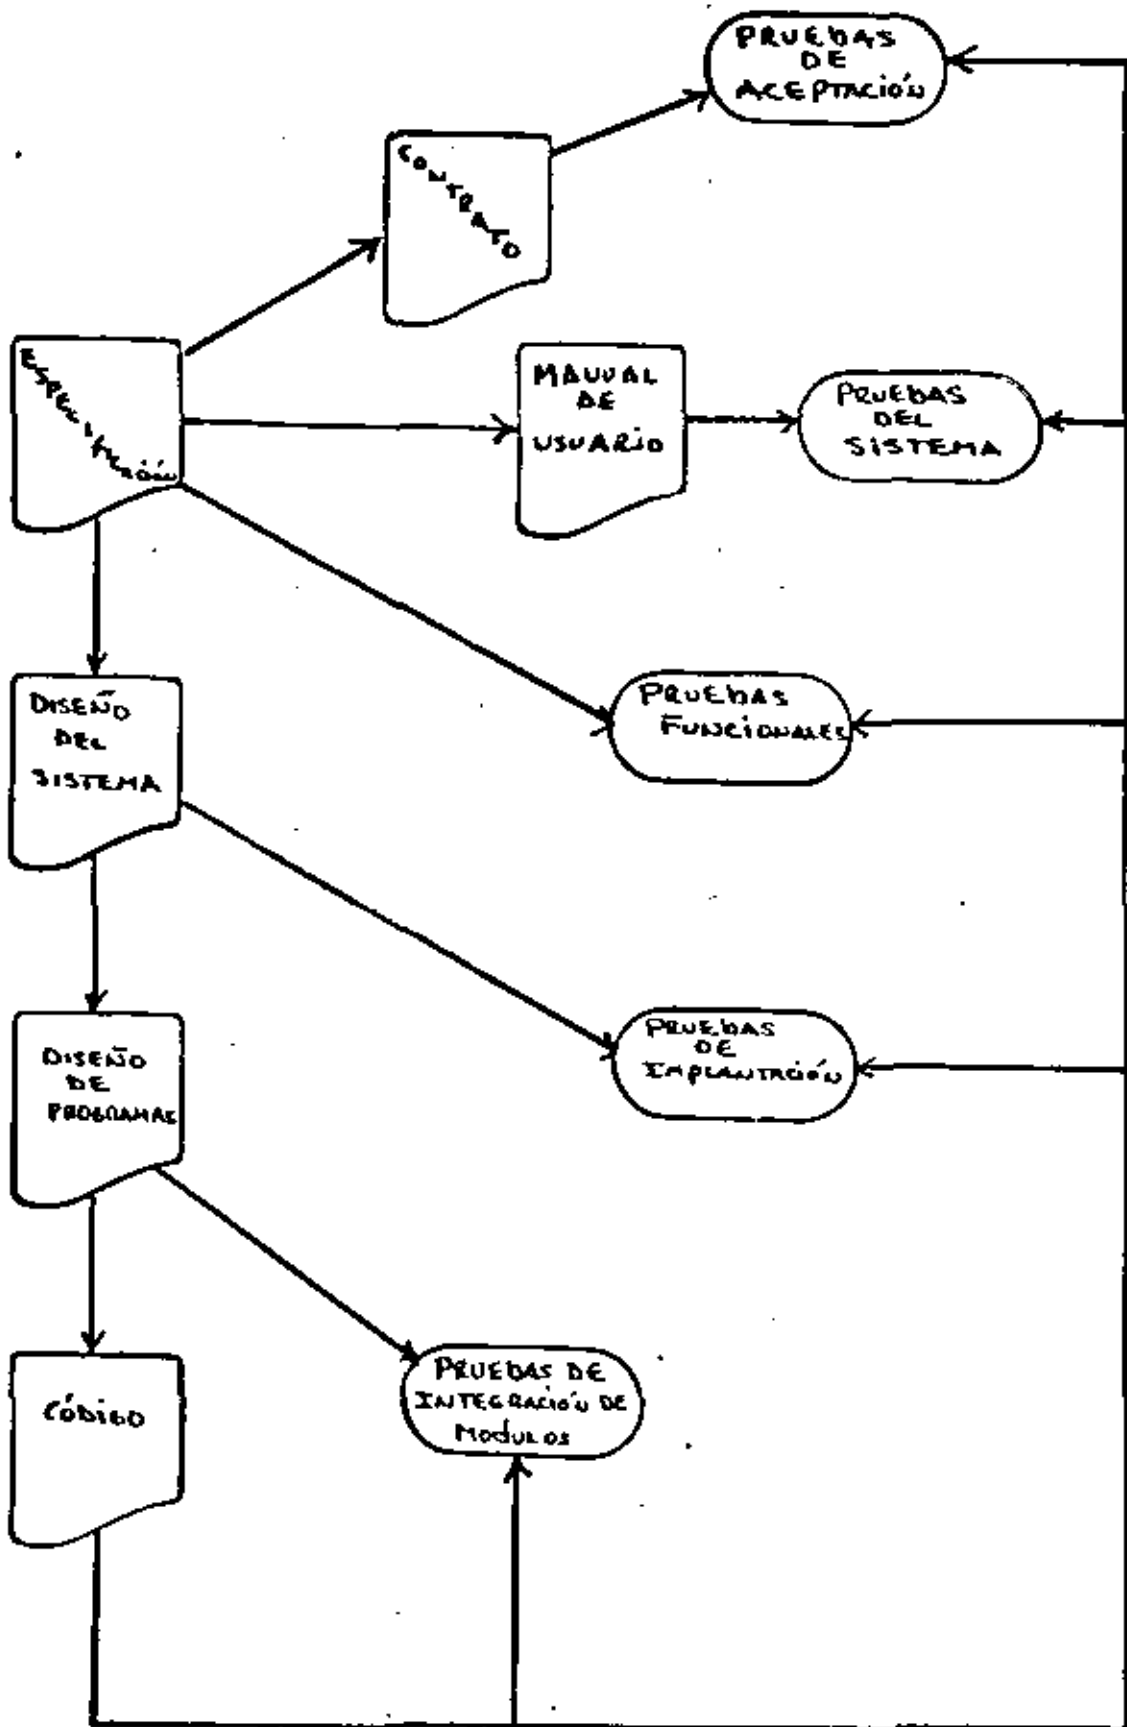 PRUEBAS
DE
ACEPTACIÓN
CONTRATO
ESPECIFICACIÓN
MANUAL
DE
USUARIO
PRUEBAS
DEL
SISTEMA
DISEÑO
DEL
SISTEMA
PRUEBAS
FUNCIONALES
DISEÑO
DE
PROGRAMAS
PRUEBAS
DE
IMPLANTACIÓN
CÓDIGO
PRUEBAS DE
INTEGRACIÓN DE
MODULOS